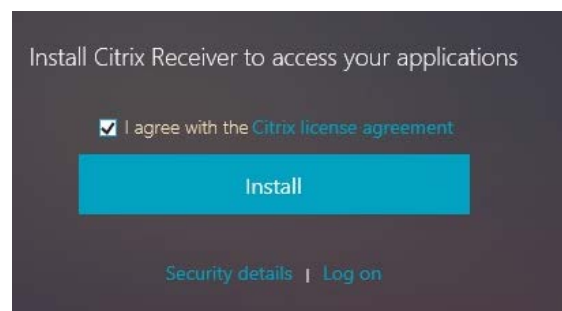 Install Citrix Receiver to access your applications
I agree with the Citrix license agreement
Install
Security details | Log on